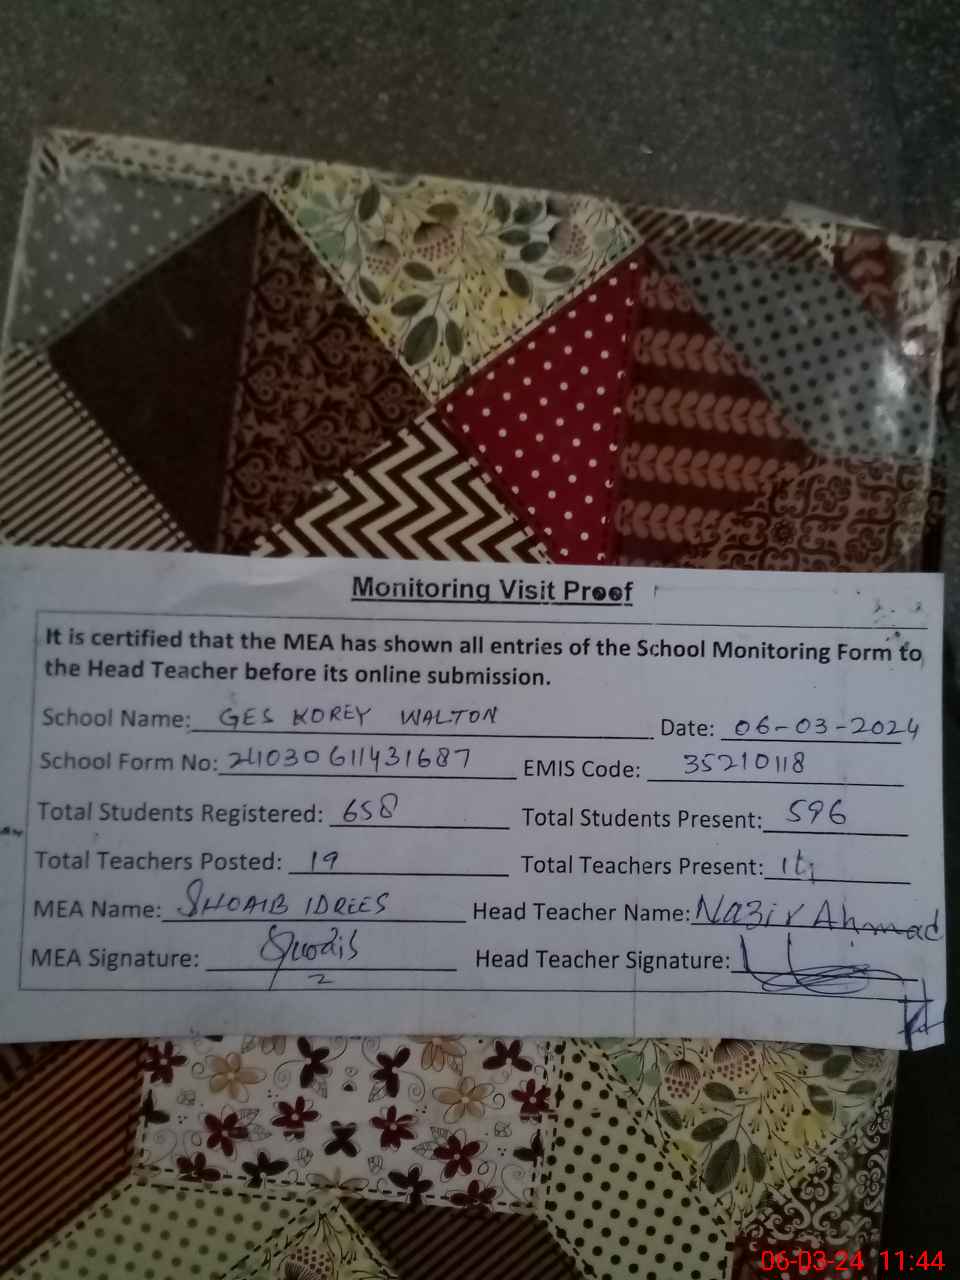 Monitoring Visit Proof
It is certified that the MEA has shown all entries of the School Monitoring Form to
the Head Teacher before its online submission.
School Name: GES KOREY WALTON Date: 06-03-2024
School Form No: 241030611431687 EMIS Code: 35210118
Total Students Registered: 658 Total Students Present: 596
Total Teachers Posted: 19 Total Teachers Present:
MEA Name: SHOAIB IDREES Head Teacher Name: Nazir Ahmad
MEA Signature: Head Teacher Signature:
06-03-24 11:44